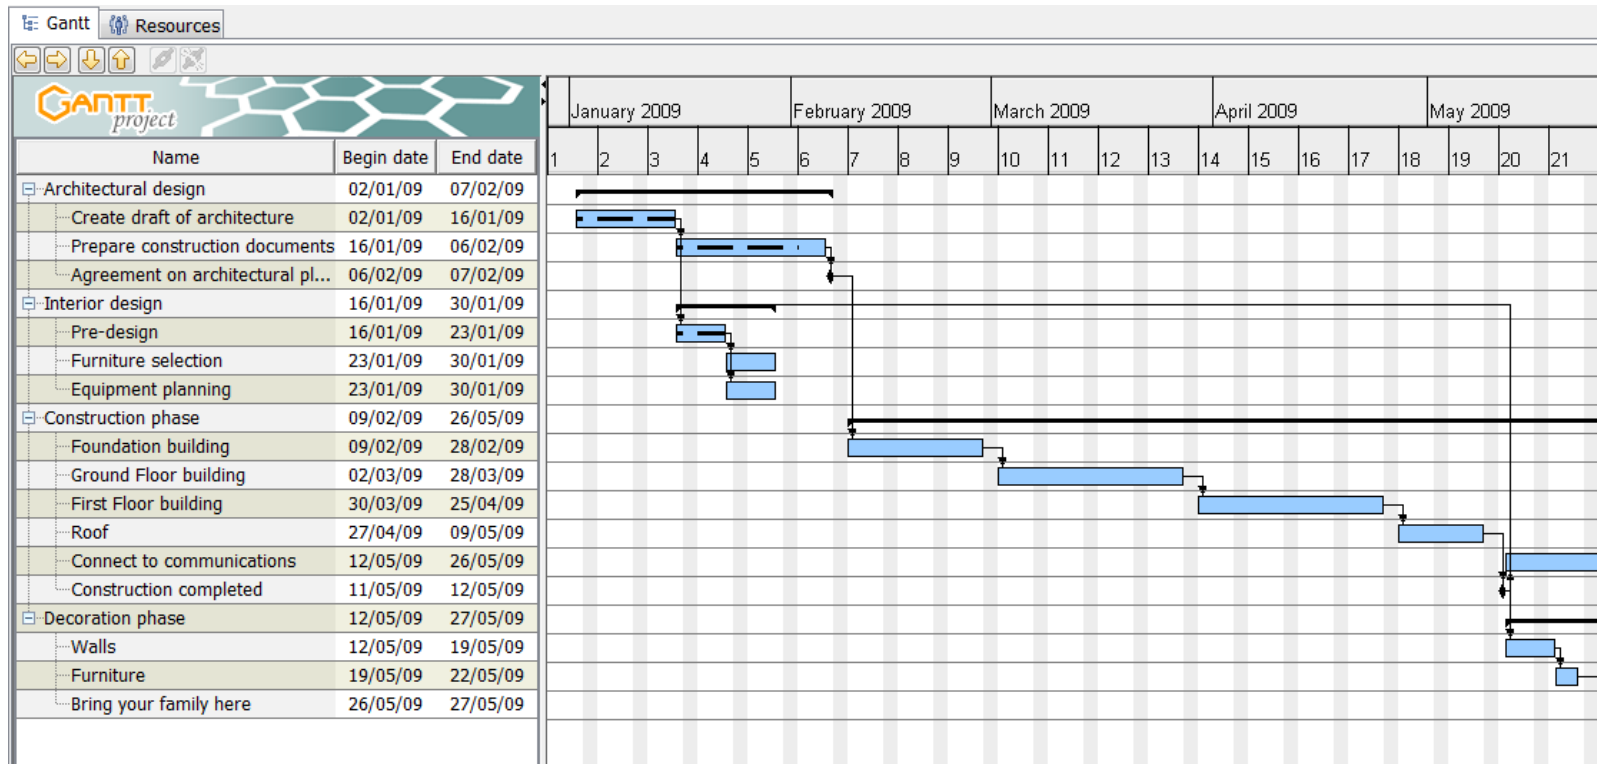 Gantt Resources
GANTT project
January 2009 February 2009 March 2009 April 2009 May 2009
Name Begin date End date 1 2 3 4 5 6 7 8 9 10 11 12 13 14 15 16 17 18 19 20 21
Architectural design 02/01/09 07/02/09
Create draft of architecture 02/01/09 16/01/09
Prepare construction documents 16/01/09 06/02/09
Agreement on architectural pl... 06/02/09 07/02/09
Interior design 16/01/09 30/01/09
Pre-design 16/01/09 23/01/09
Furniture selection 23/01/09 30/01/09
Equipment planning 23/01/09 30/01/09
Construction phase 09/02/09 26/05/09
Foundation building 09/02/09 28/02/09
Ground Floor building 02/03/09 28/03/09
First Floor building 30/03/09 25/04/09
Roof 27/04/09 09/05/09
Connect to communications 12/05/09 26/05/09
Construction completed 11/05/09 12/05/09
Decoration phase 12/05/09 27/05/09
Walls 12/05/09 19/05/09
Furniture 19/05/09 22/05/09
Bring your family here 26/05/09 27/05/09